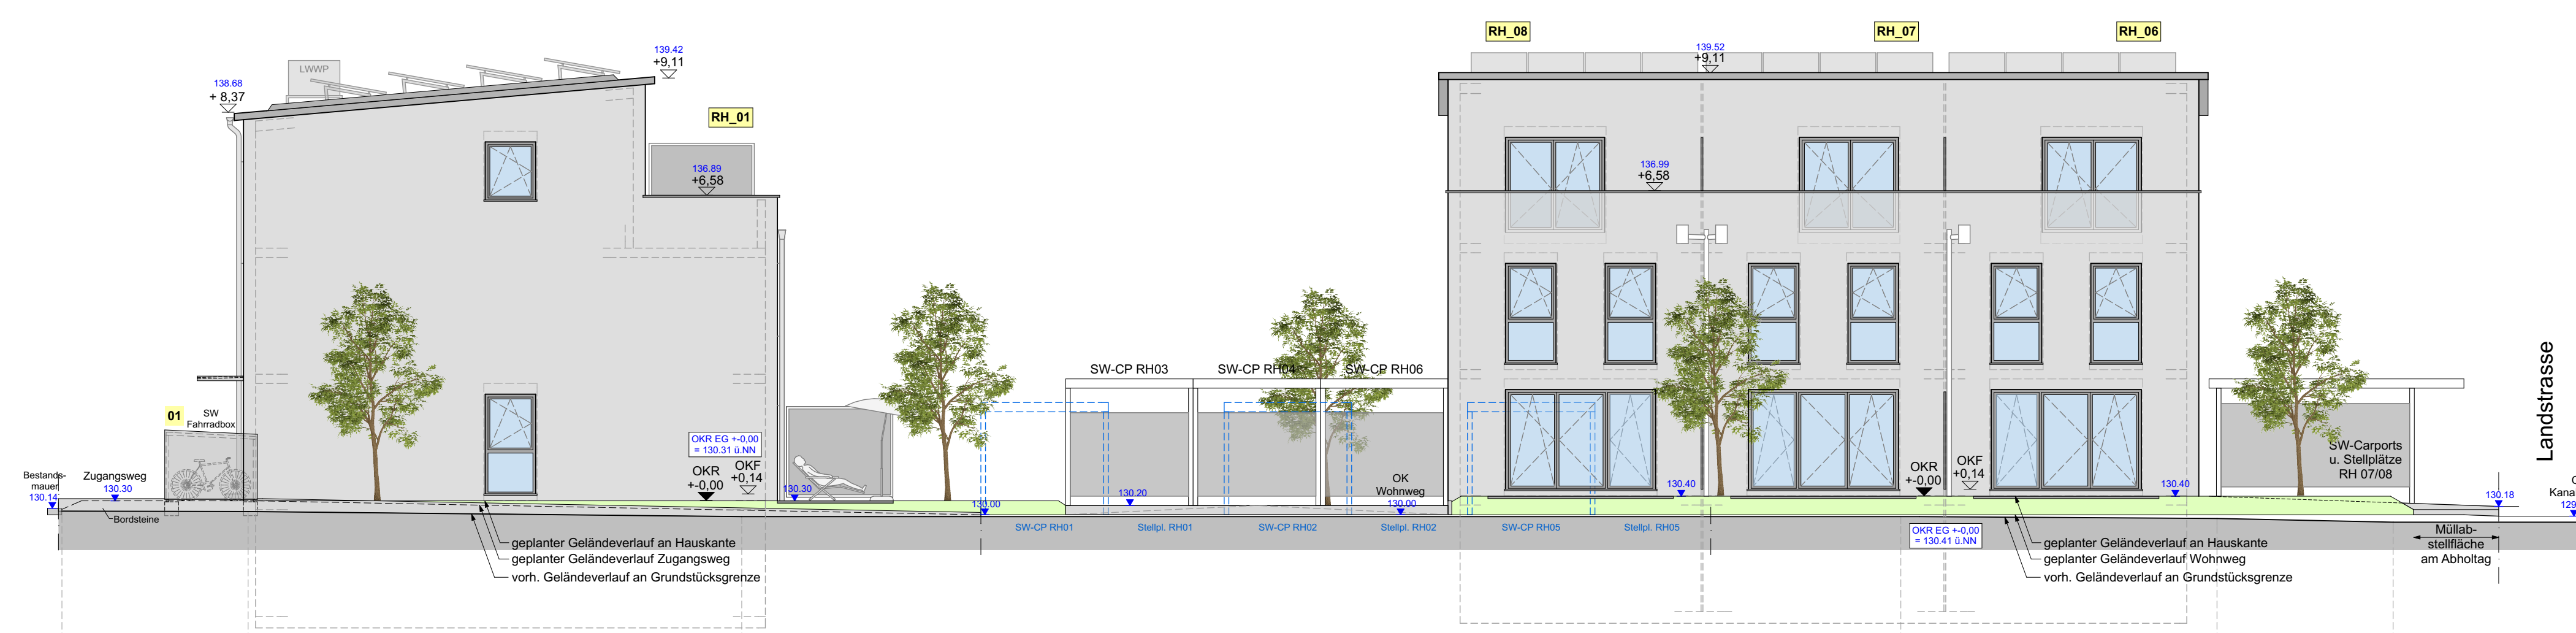 RH_08
RH_07
RH_06
139.42
+9,11
139.52
+9,11
LWWP
138.68
+ 8,37
RH_01
136.89
+6,58
136.99
+6,58
Landstrasse
SW-CP RH03
SW-CP RH04
SW-CP RH06
01
SW
Fahrradbox
OKR EG +-0,00
= 130.31 ü.NN
SW-Carports
u. Stellplätze
RH 07/08
Bestands-
mauer
130.14
Zugangsweg
130.30
OKR
+-0,00
OKF
+0,14
130.30
130.00
130.20
OK
Wohnweg
130.00
130.40
OKR
+-0,00
OKF
+0,14
130.40
130.18
Kana
129
Bordsteine
SW-CP RH01
Stellpl. RH01
SW-CP RH02
Stellpl. RH02
SW-CP RH05
Stellpl. RH05
OKR EG +-0,00
= 130.41 ü.NN
Müllab-
stellfläche
am Abholtag
geplanter Geländeverlauf an Hauskante
geplanter Geländeverlauf Zugangsweg
vorh. Geländeverlauf an Grundstücksgrenze
geplanter Geländeverlauf an Hauskante
geplanter Geländeverlauf Wohnweg
vorh. Geländeverlauf an Grundstücksgrenze